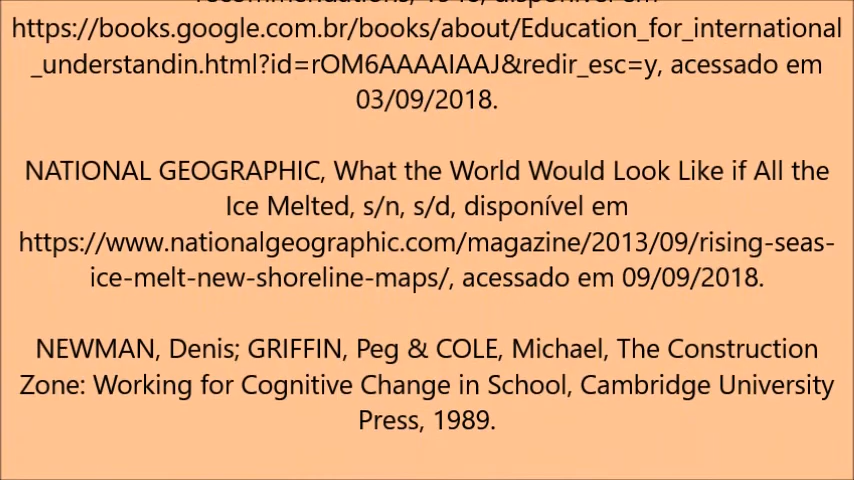 https://books.google.com.br/books/about/Education_for_international
_understandin.html?id=rOM6AAAAIAAJ&redir_esc=y, acessado em
03/09/2018.
NATIONAL GEOGRAPHIC, What the World Would Look Like if All the
Ice Melted, s/n, s/d, disponível em
https://www.nationalgeographic.com/magazine/2013/09/rising-seas-
ice-melt-new-shoreline-maps/, acessado em 09/09/2018.
NEWMAN, Denis; GRIFFIN, Peg & COLE, Michael, The Construction
Zone: Working for Cognitive Change in School, Cambridge University
Press, 1989.